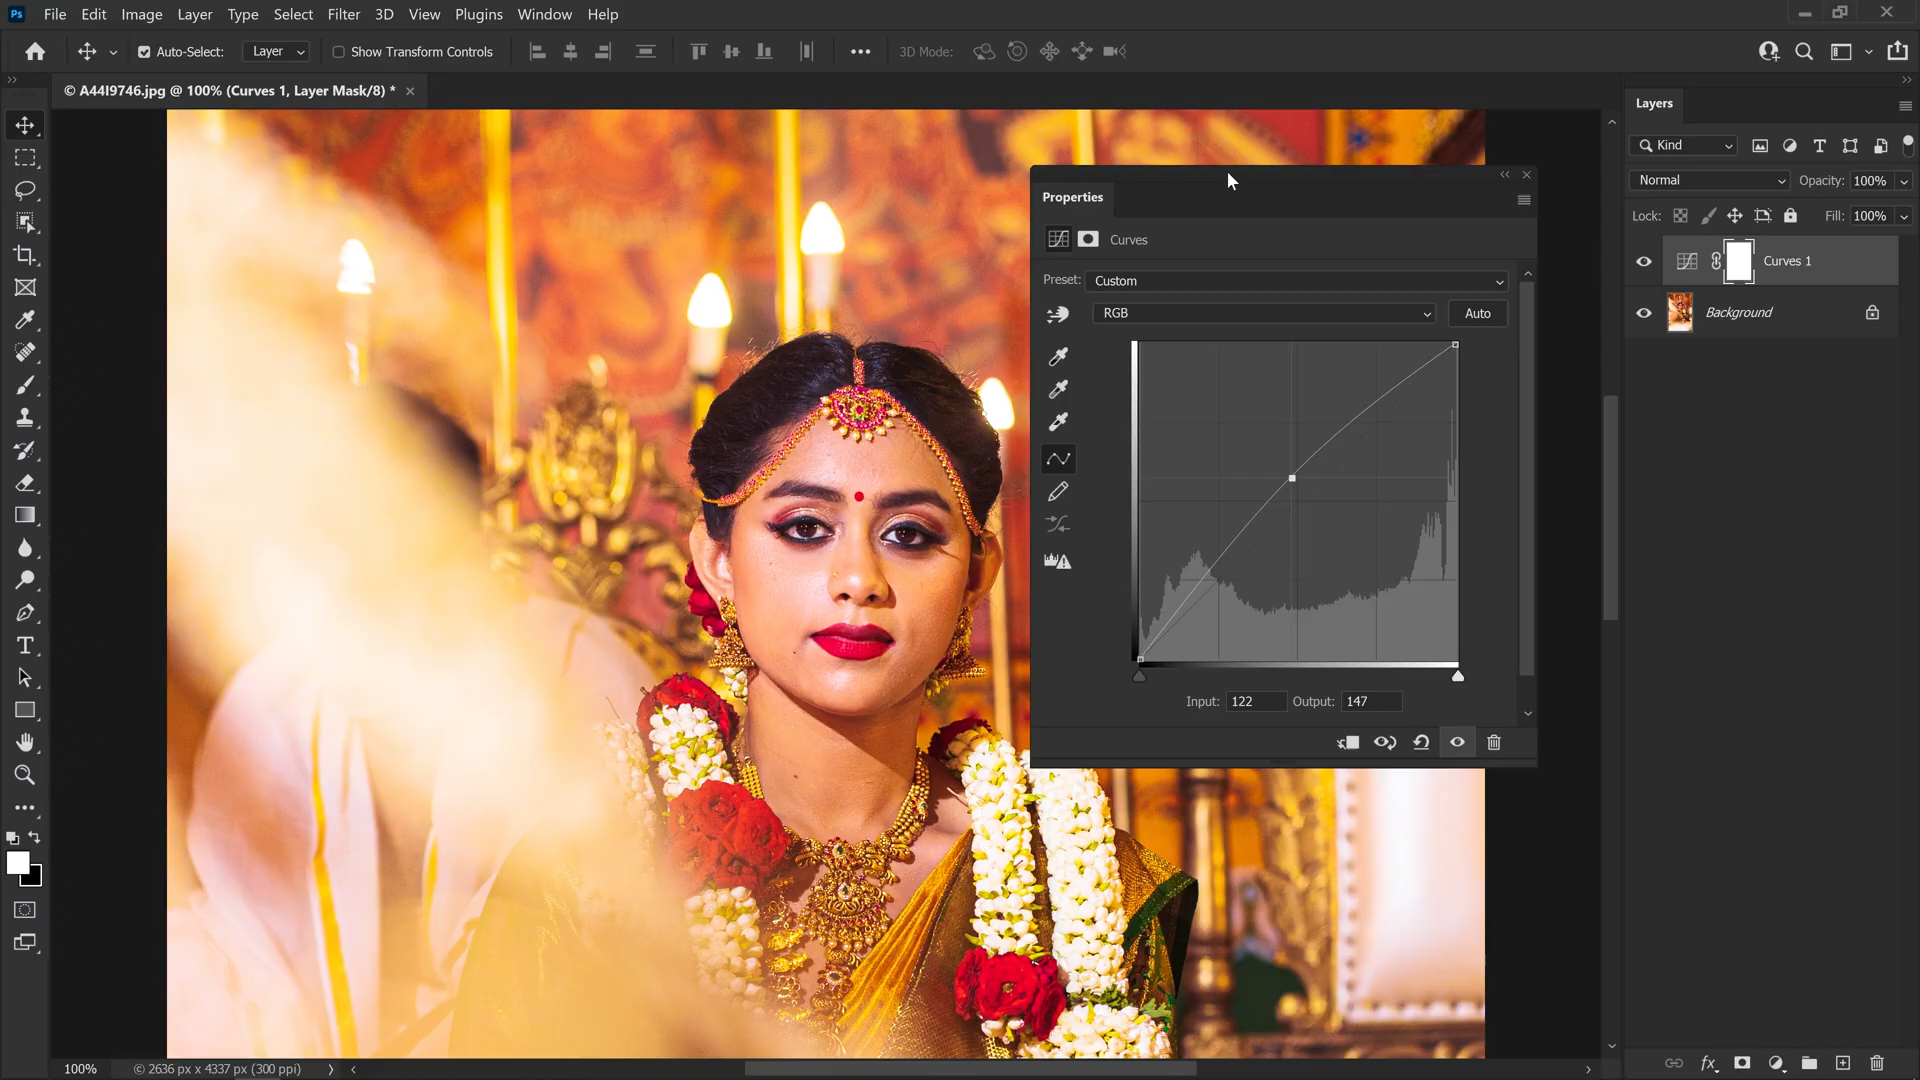 Ps File Edit Image Layer Type Select Filter 3D View Plugins Window Help
Auto-Select: Layer Show Transform Controls 3D Mode:
© A44I9746.jpg @ 100% (Curves 1, Layer Mask/8) *
Layers
Kind
Normal Opacity: 100%
Lock: Fill: 100%
Curves 1
Background
Properties
Curves
Preset: Custom
RGB Auto
Input: 122 Output: 147
100% © 2636 px x 4337 px (300 ppi)